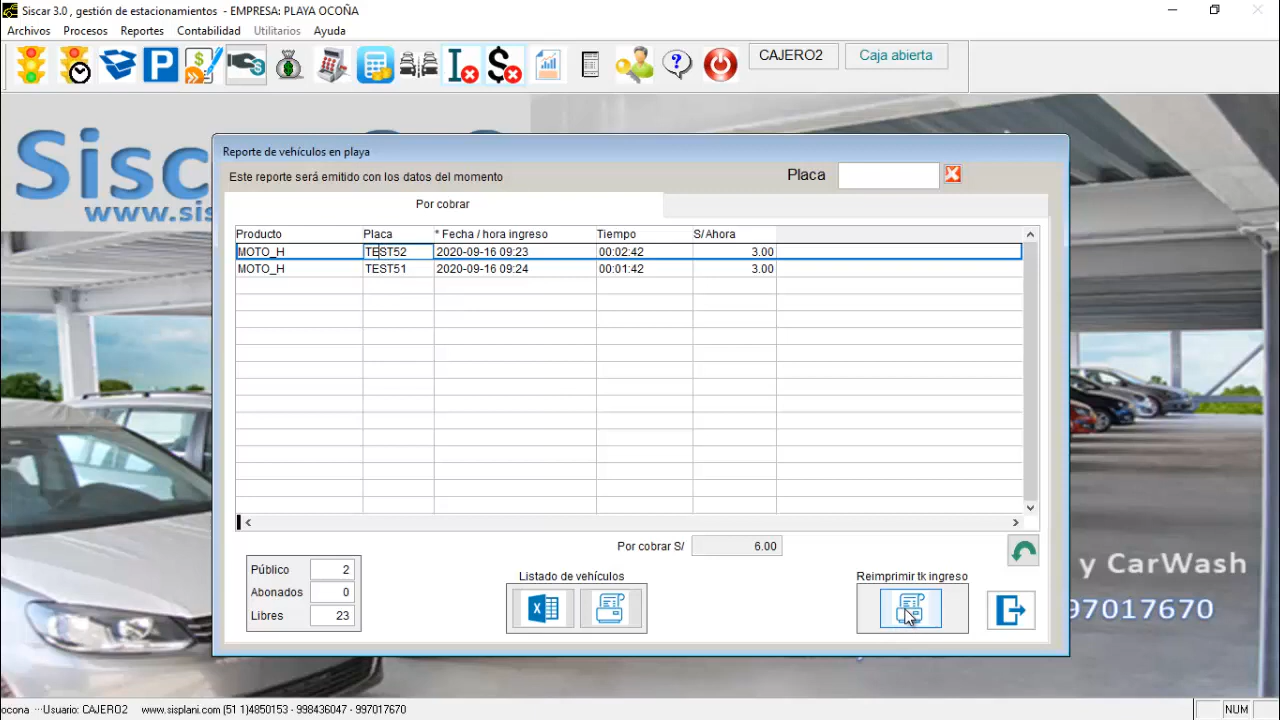 Siscar 3.0 , gestión de estacionamientos - EMPRESA: PLAYA OCOÑA
Archivos Procesos Reportes Contabilidad Utilitarios Ayuda
CAJERO2 Caja abierta
Sisc
www.sis
Reporte de vehículos en playa
Este reporte será emitido con los datos del momento
Placa
Por cobrar
Producto Placa * Fecha / hora ingreso Tiempo S/Ahora
MOTO_H TEST52 2020-09-16 09:23 00:02:42 3.00
MOTO_H TEST51 2020-09-16 09:24 00:01:42 3.00
Por cobrar S/ 6.00
Público 2
Abonados 0
Libres 23
Listado de vehículos
Reimprimir tk ingreso
y CarWash
97017670
ocona ··Usuario: CAJERO2 www.sisplani.com (51 1)4850153 - 998436047 - 997017670
NUM